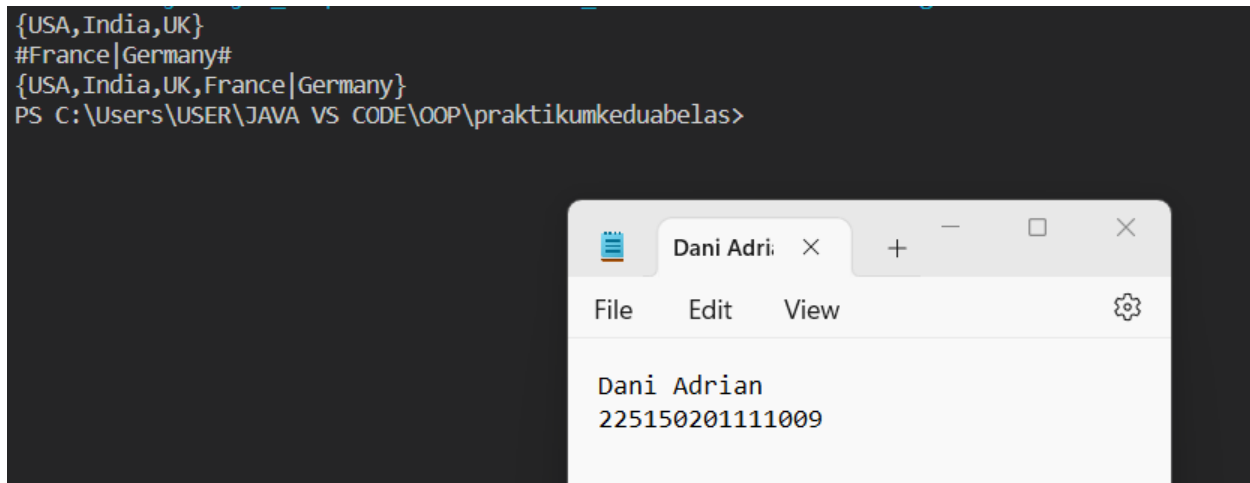 {USA,India,UK}
#France|Germany#
{USA,India,UK,France|Germany}
PS C:\Users\USER\JAVA VS CODE\OOP\praktikumkeduabelas>
Dani Adri
File Edit View
Dani Adrian
225150201111009